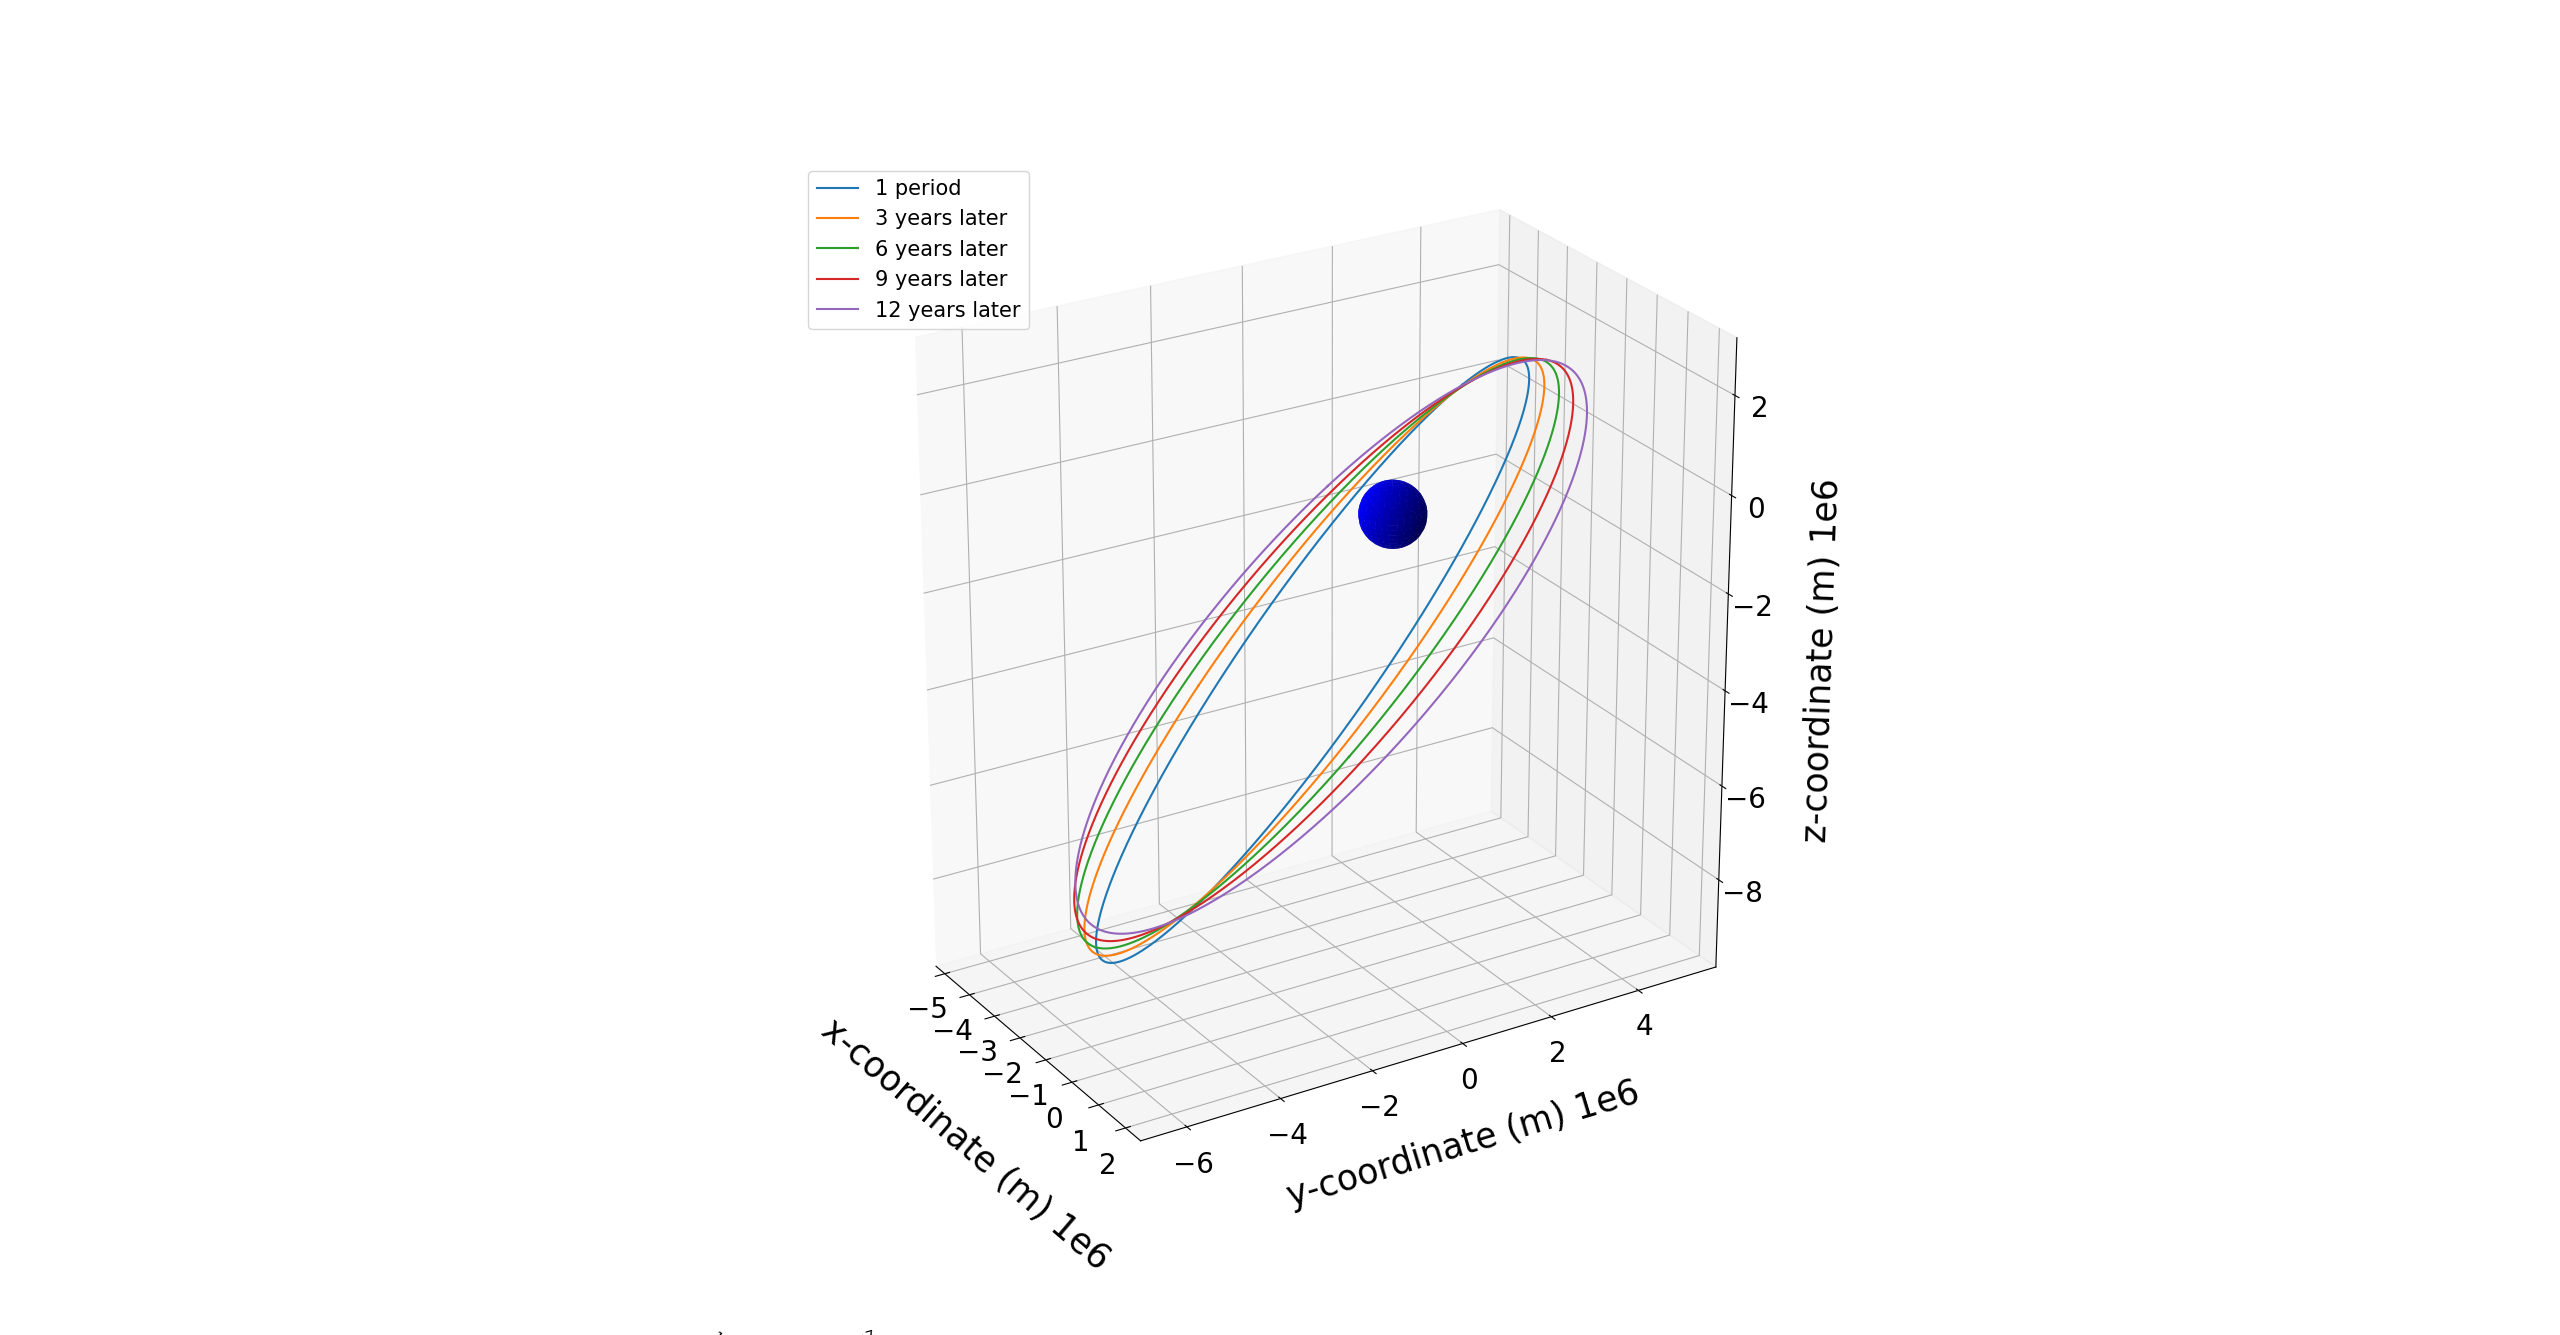 1 period
3 years later
6 years later
9 years later
12 years later
2
0
−2
−4
−6
−8
z-coordinate (m) 1e6
−5
−4
−3
−2
−1
0
1
2
x-coordinate (m) 1e6
−6
−4
−2
0
2
4
y-coordinate (m) 1e6